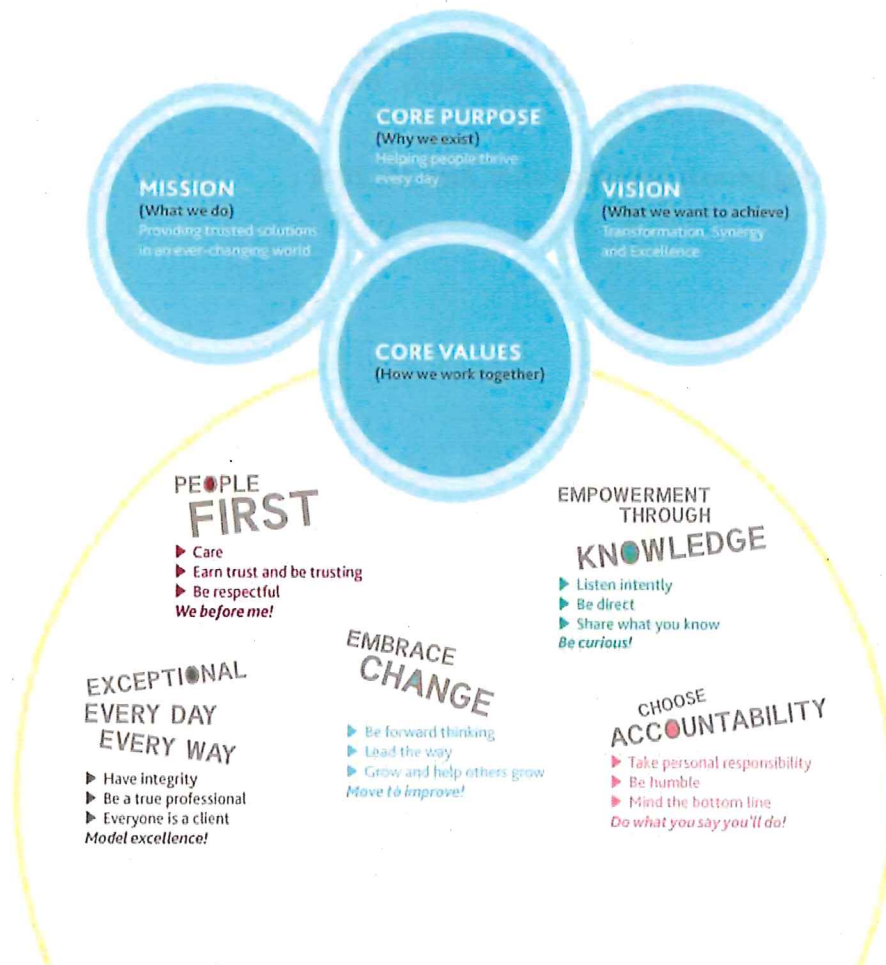 CORE PURPOSE
(Why we exist)
Helping people thrive
every day
MISSION
(What we do)
Providing trusted solutions
in an ever-changing world
VISION
(What we want to achieve)
Transformation, Synergy
and Excellence
CORE VALUES
(How we work together)
PEOPLE
FIRST
▶ Care
▶ Earn trust and be trusting
▶ Be respectful
We before me!
EMPOWERMENT
THROUGH
KNOWLEDGE
▶ Listen intently
▶ Be direct
▶ Share what you know
Be curious!
EXCEPTIONAL
EVERY DAY
EVERY WAY
▶ Have integrity
▶ Be a true professional
▶ Everyone is a client
Model excellence!
EMBRACE
CHANGE
▶ Be forward thinking
▶ Lead the way
▶ Grow and help others grow
Move to improve!
CHOOSE
ACCOUNTABILITY
▶ Take personal responsibility
▶ Be humble
▶ Mind the bottom line
Do what you say you'll do!